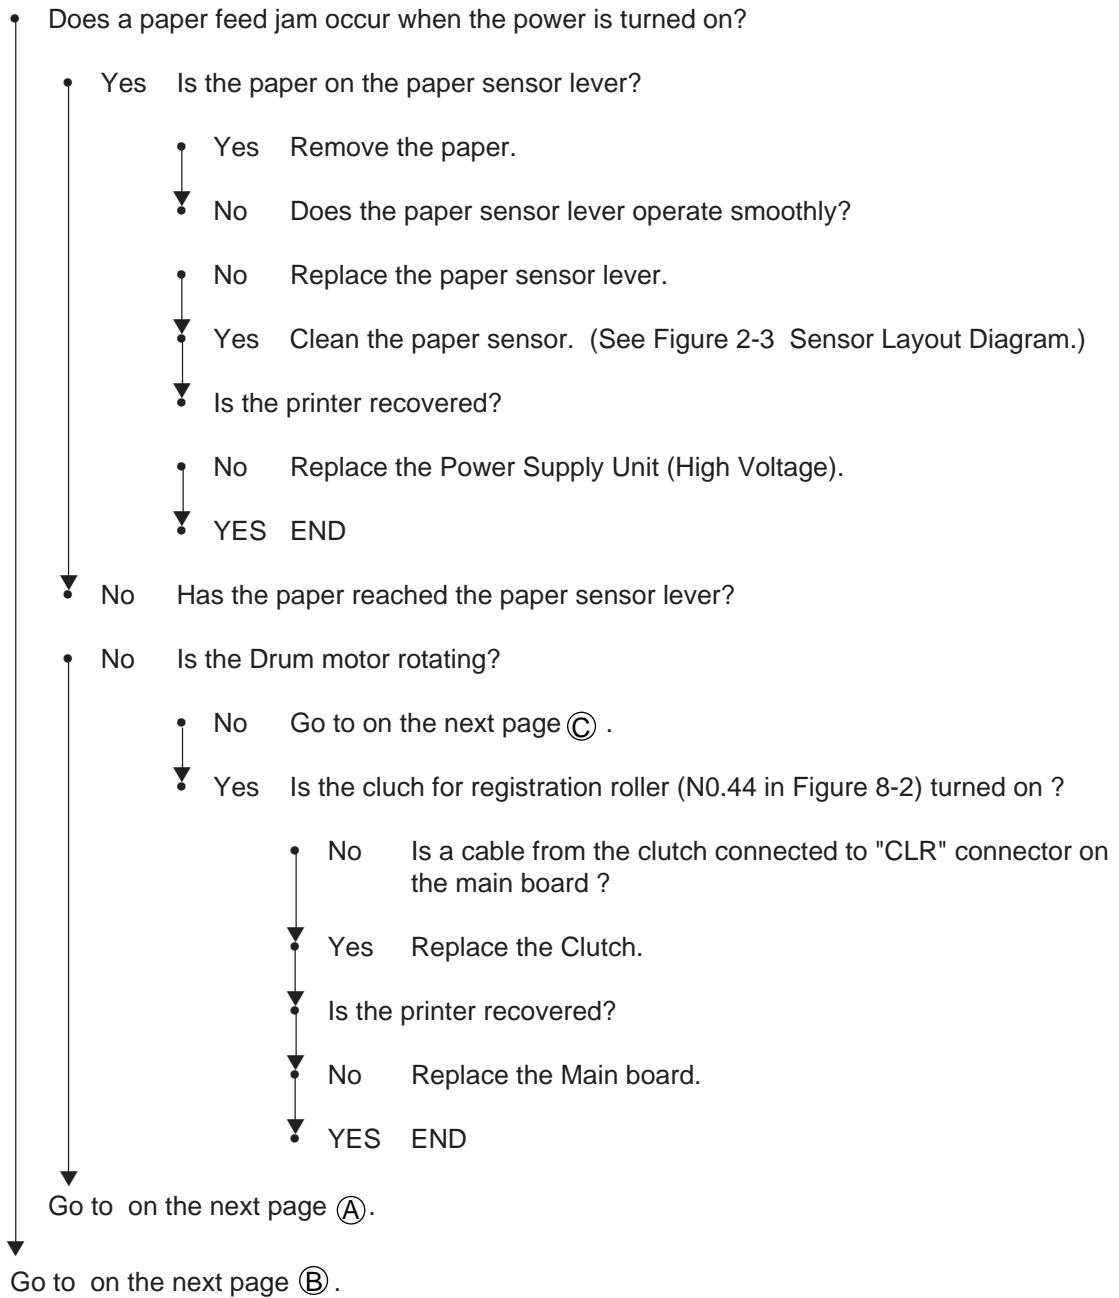 Does a paper feed jam occur when the power is turned on?
Yes Is the paper on the paper sensor lever?
Yes Remove the paper.
No Does the paper sensor lever operate smoothly?
No Replace the paper sensor lever.
Yes Clean the paper sensor. (See Figure 2-3 Sensor Layout Diagram.)
Is the printer recovered?
No Replace the Power Supply Unit (High Voltage).
YES END
No Has the paper reached the paper sensor lever?
No Is the Drum motor rotating?
No Go to on the next page Ⓒ .
Yes Is the cluch for registration roller (N0.44 in Figure 8-2) turned on ?
No Is a cable from the clutch connected to "CLR" connector on
the main board ?
Yes Replace the Clutch.
Is the printer recovered?
No Replace the Main board.
YES END
Go to on the next page Ⓐ.
Go to on the next page Ⓑ .